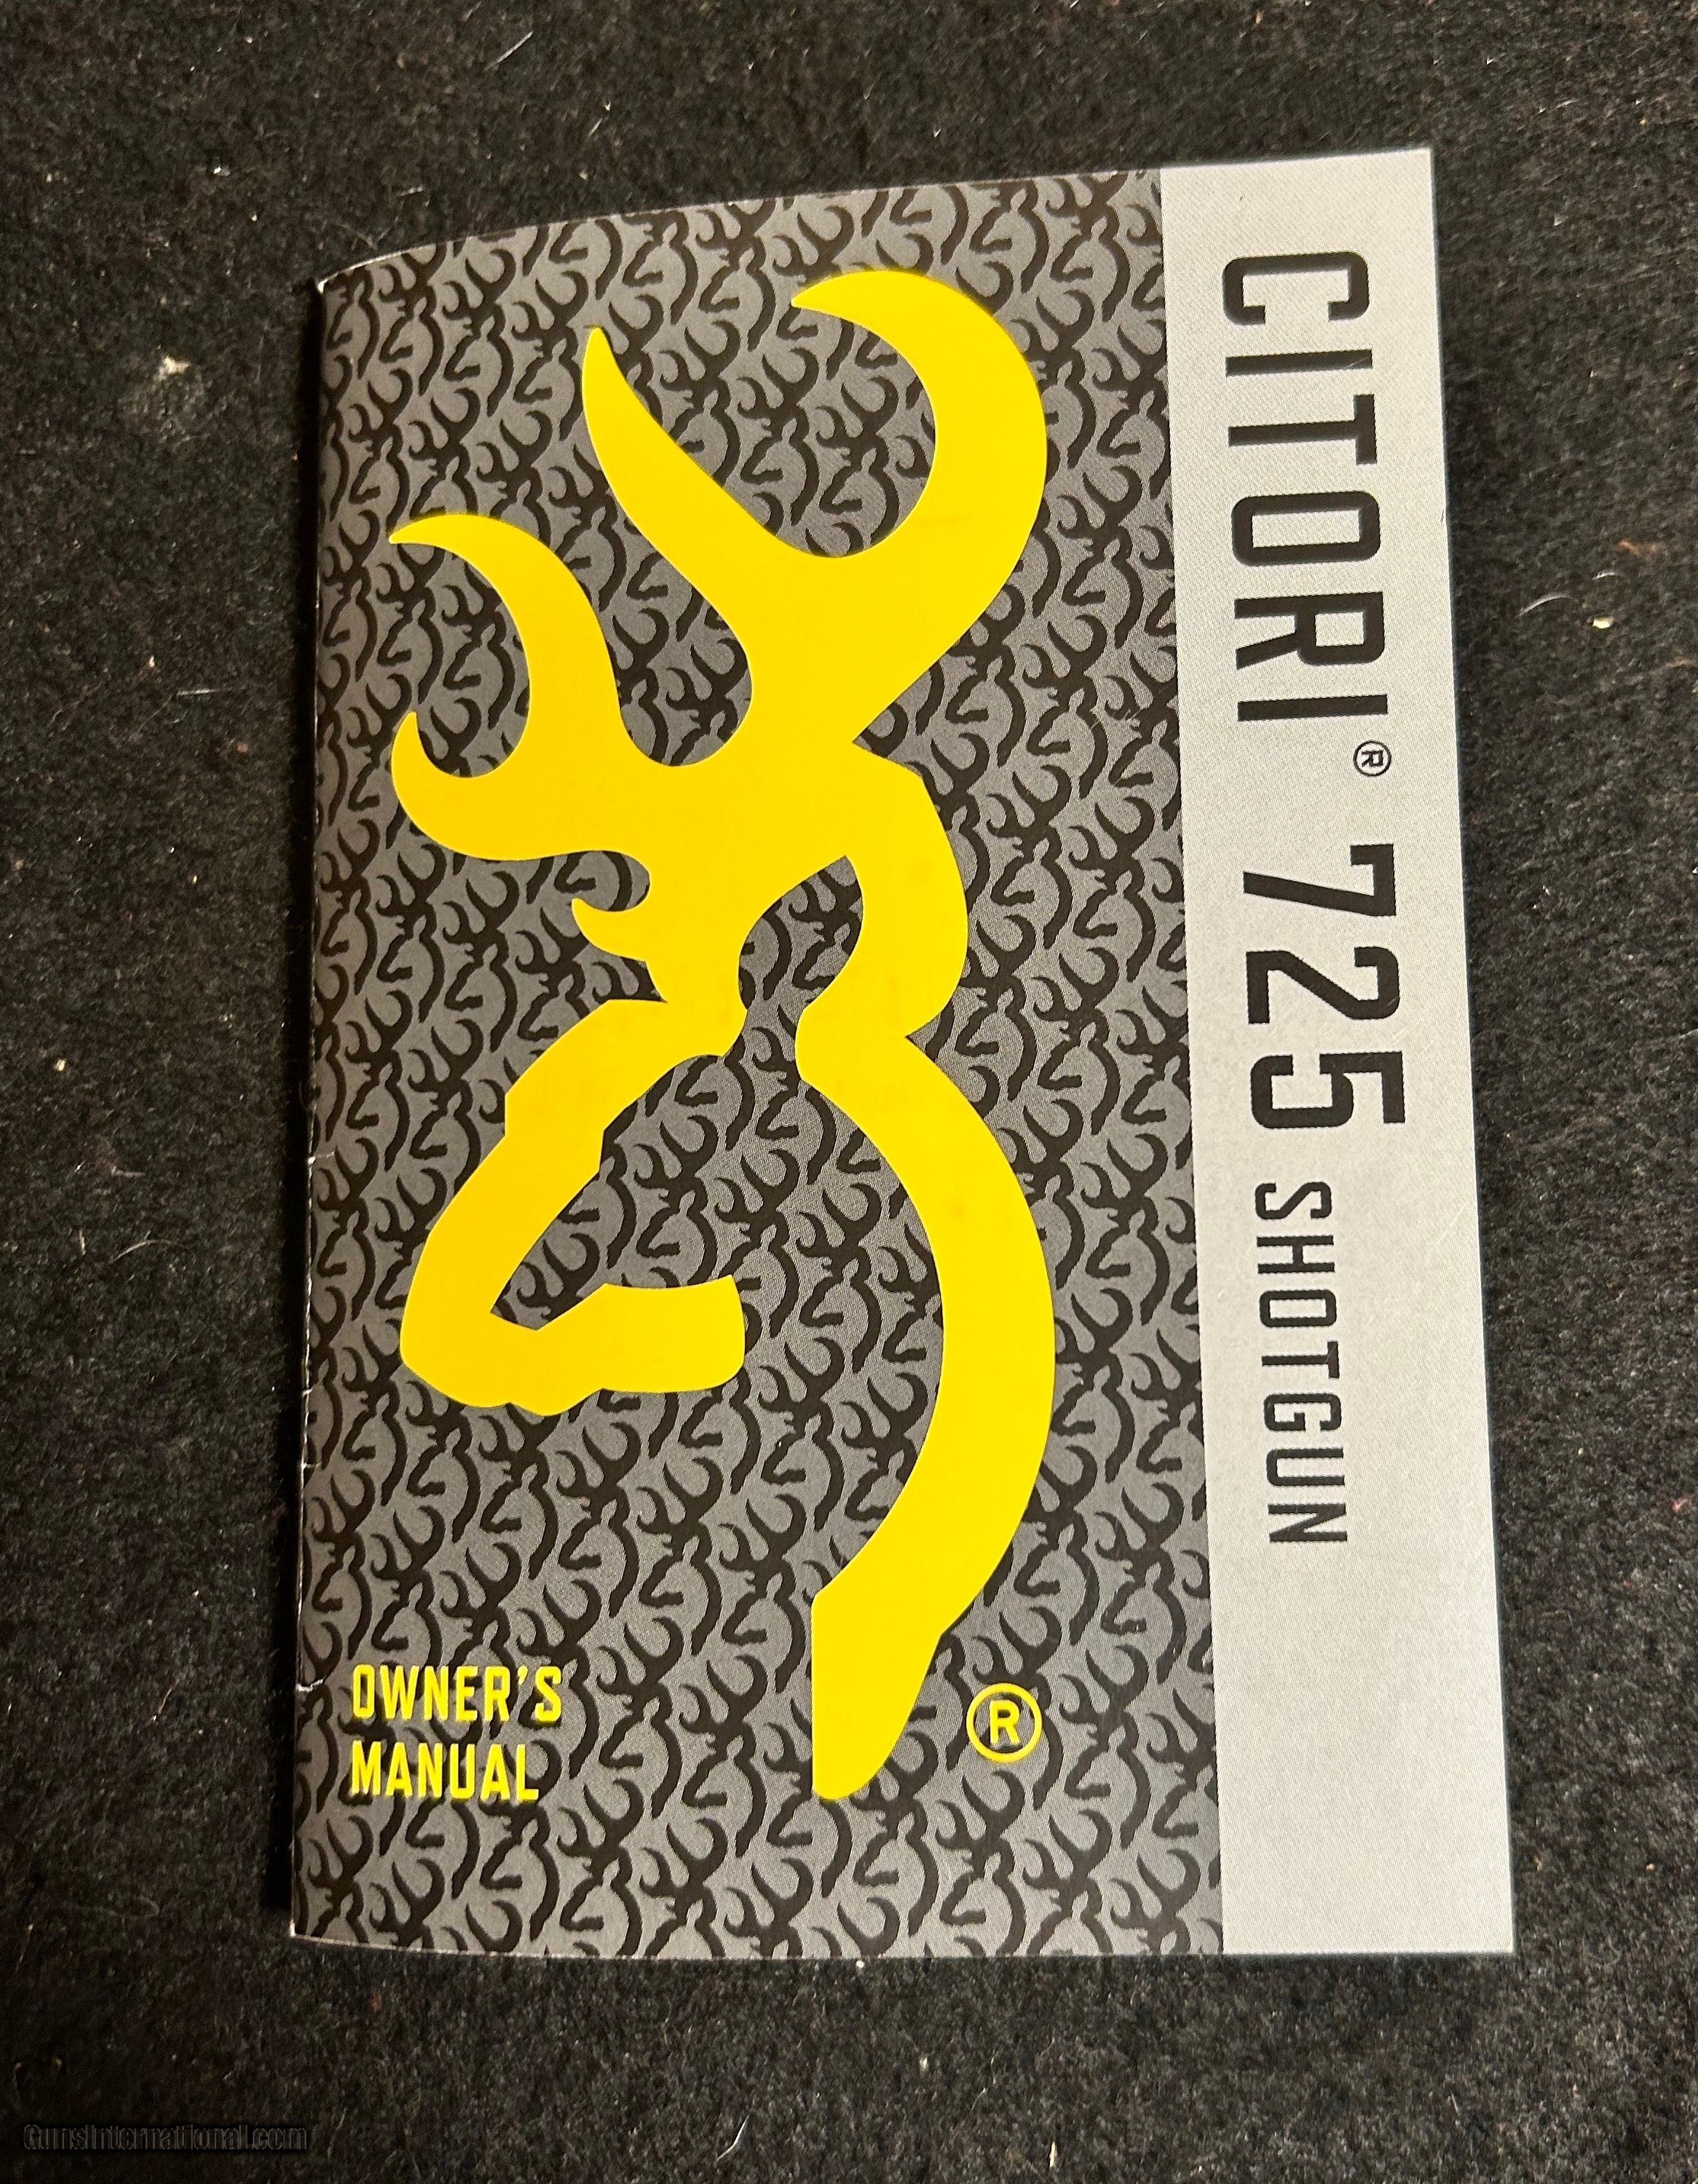 CITORI® 725 SHOTGUN
OWNER'S
MANUAL
®
GunsInternational.com